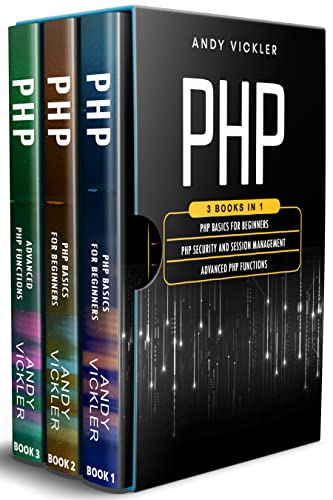 ANDY VICKLER
PHP
3 BOOKS IN 1
PHP BASICS FOR BEGINNERS
PHP SECURITY AND SESSION MANAGEMENT
ADVANCED PHP FUNCTIONS
PHP
ADVANCED
PHP FUNCTIONS
ANDY
VICKLER
BOOK 3
PHP
PHP BASICS
FOR BEGINNERS
ANDY
VICKLER
BOOK 2
PHP
PHP BASICS
FOR BEGINNERS
ANDY
VICKLER
BOOK 1